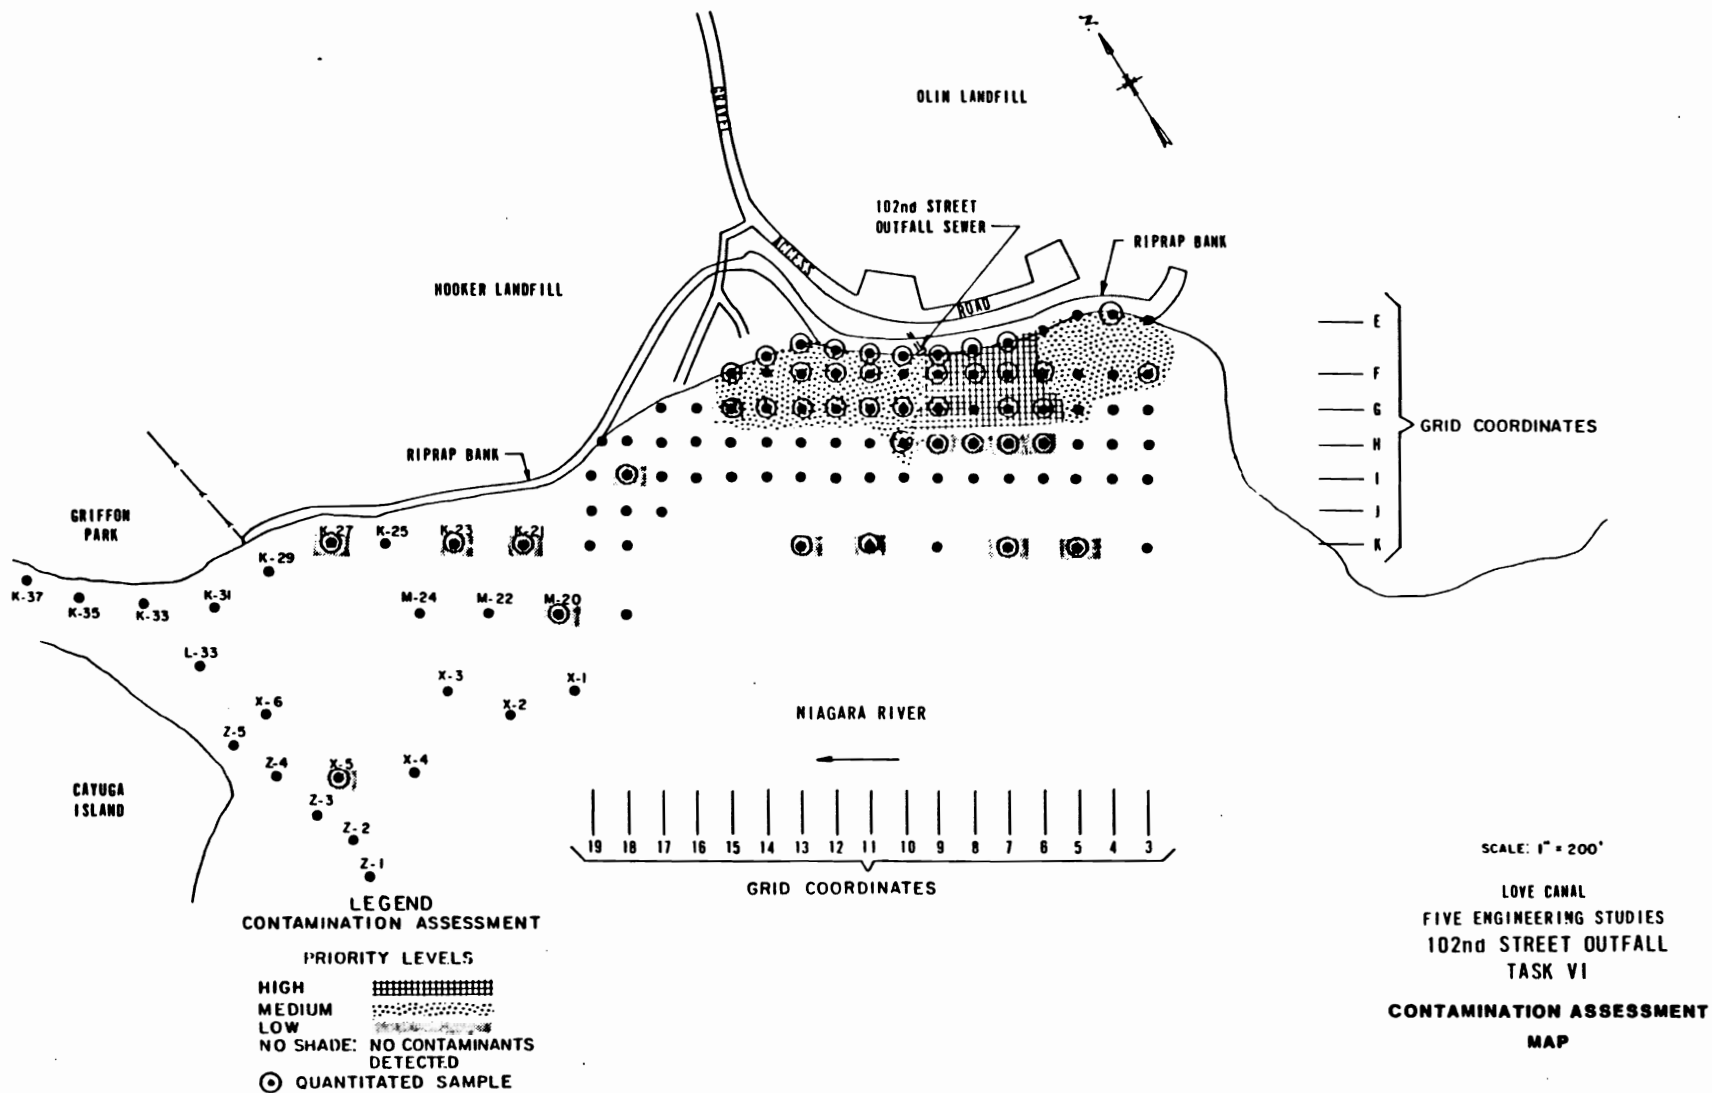 N
OLIN LANDFILL
GRAVEL
ACCESS
ROAD
102nd STREET
OUTFALL SEWER
RIPRAP BANK
HOOKER LANDFILL
E
F
G
H
I
J
K
GRID COORDINATES
RIPRAP BANK
GRIFFON
PARK
K-27
K-25
K-23
K-21
K-29
K-37
K-35
K-33
K-31
M-24
M-22
M-20
L-33
X-3
X-1
X-2
X-6
Z-5
NIAGARA RIVER
Z-4
X-5
X-4
CAYUGA
ISLAND
Z-3
Z-2
Z-1
19 18 17 16 15 14 13 12 11 10 9 8 7 6 5 4 3
GRID COORDINATES
LEGEND
CONTAMINATION ASSESSMENT
PRIORITY LEVELS
HIGH
MEDIUM
LOW
NO SHADE: NO CONTAMINANTS
DETECTED
QUANTITATED SAMPLE
SCALE: 1" = 200'
LOVE CANAL
FIVE ENGINEERING STUDIES
102nd STREET OUTFALL
TASK VI
CONTAMINATION ASSESSMENT
MAP